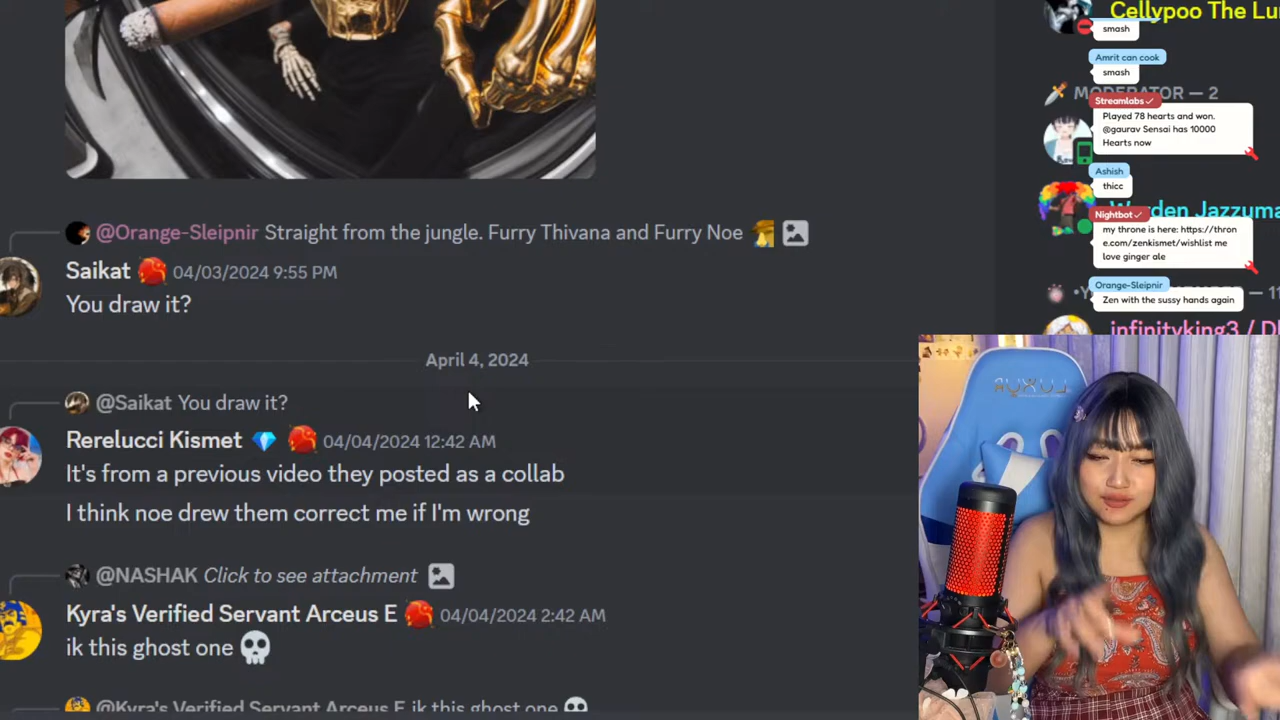 @Orange-Sleipnir Straight from the jungle. Furry Thivana and Furry Noe
Saikat 04/03/2024 9:55 PM
You draw it?
April 4, 2024
@Saikat You draw it?
Rerelucci Kismet 04/04/2024 12:42 AM
It's from a previous video they posted as a collab
I think noe drew them correct me if I'm wrong
@NASHAK Click to see attachment
Kyra's Verified Servant Arceus E 04/04/2024 2:42 AM
ik this ghost one
@Kyra's Verified Servant Arceus E ik this ghost one
Cellypoo The Lu
smash
Amrit can cook
smash
MODERATOR — 2
Streamlabs
Played 78 hearts and won.
@gaurav Sensai has 10000
Hearts now
Ashish
thicc
rden Jazzuma
Nightbot
my throne is here: https://thron
e.com/zenkismet/wishlist me
love ginger ale
Orange-Sleipnir
Zen with the sussy hands again
infinityking3 / D